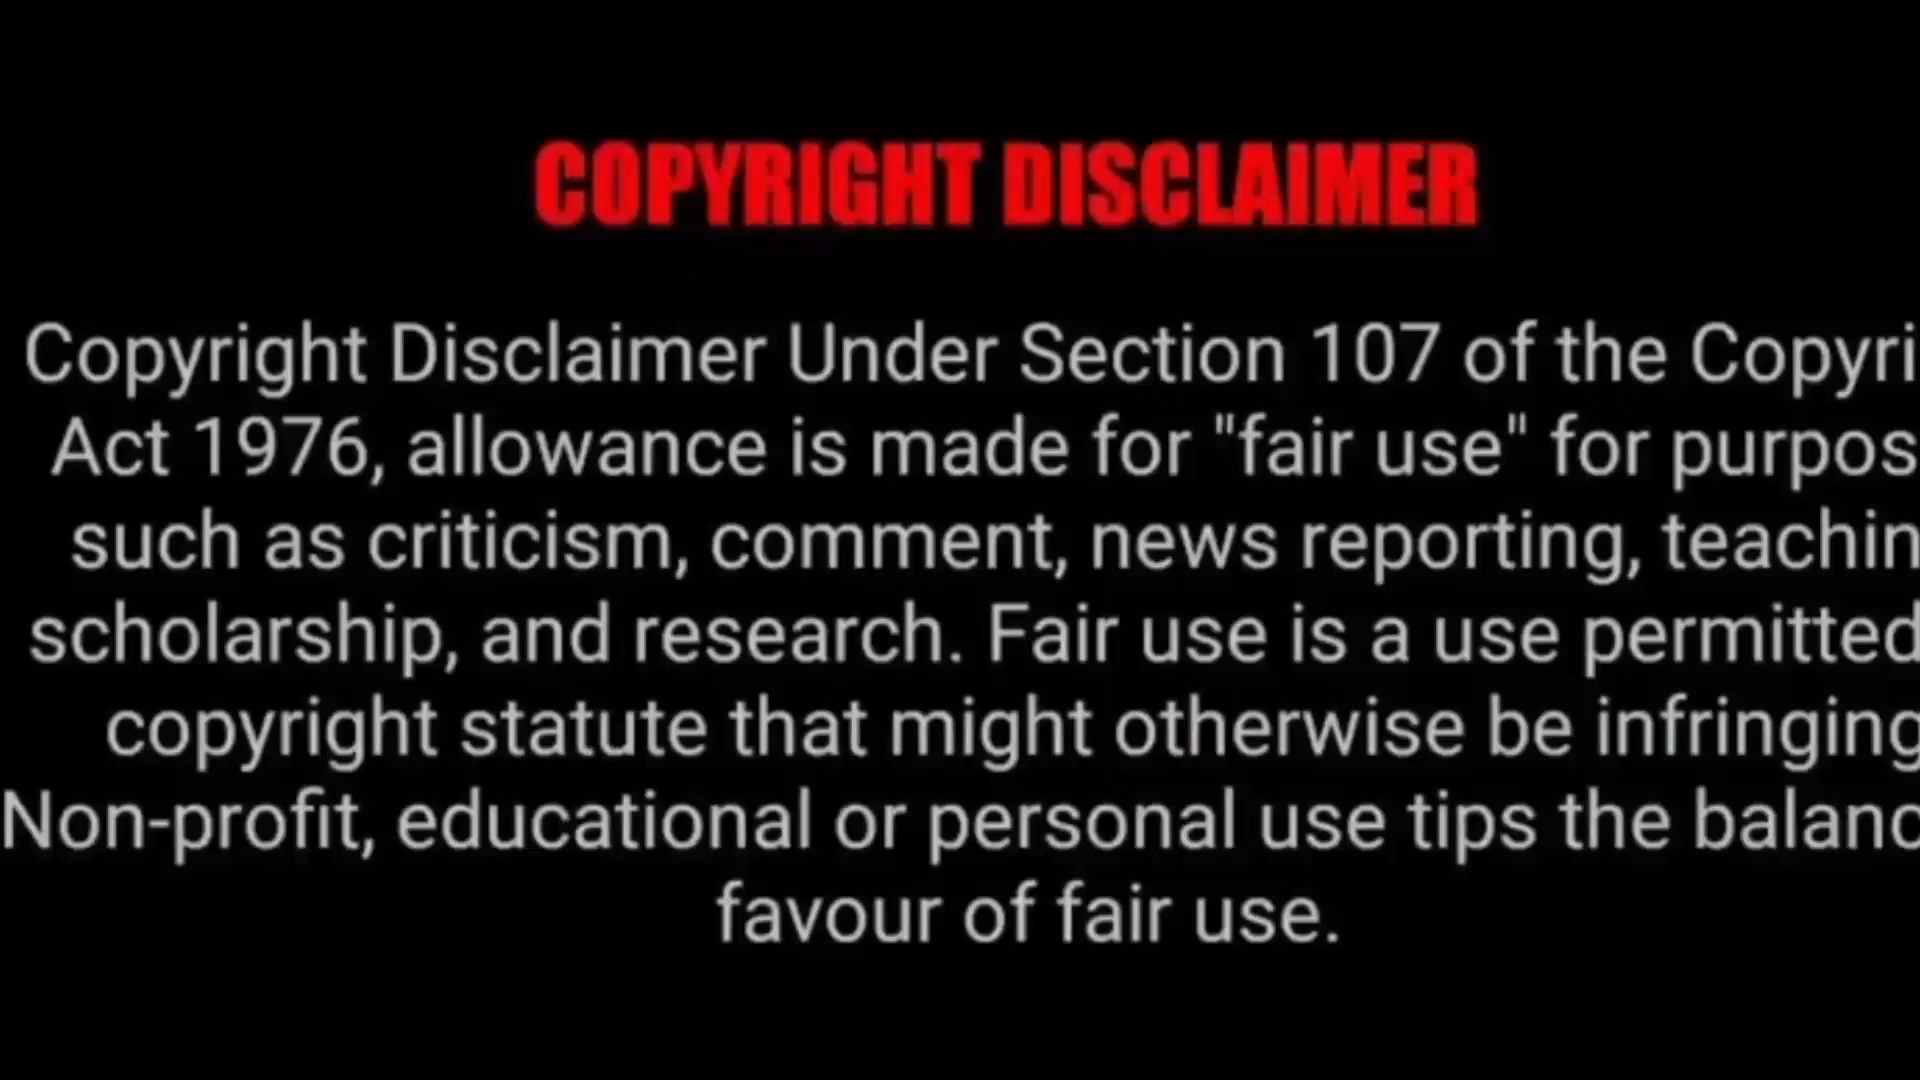 COPYRIGHT DISCLAIMER
Copyright Disclaimer Under Section 107 of the Copyri
Act 1976, allowance is made for "fair use" for purpos
such as criticism, comment, news reporting, teachin
scholarship, and research. Fair use is a use permitted
copyright statute that might otherwise be infringing
Non-profit, educational or personal use tips the balanc
favour of fair use.